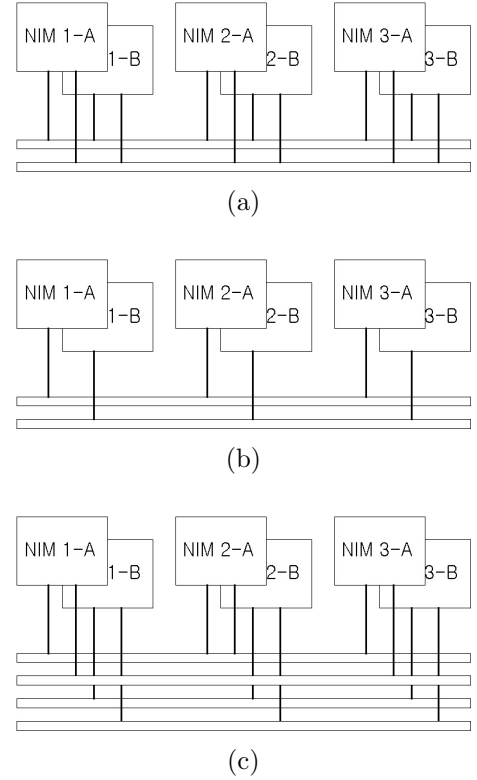 NIM 1-A NIM 2-A NIM 3-A
1-B 2-B 3-B
(a)
NIM 1-A NIM 2-A NIM 3-A
1-B 2-B 3-B
(b)
NIM 1-A NIM 2-A NIM 3-A
1-B 2-B 3-B
(c)